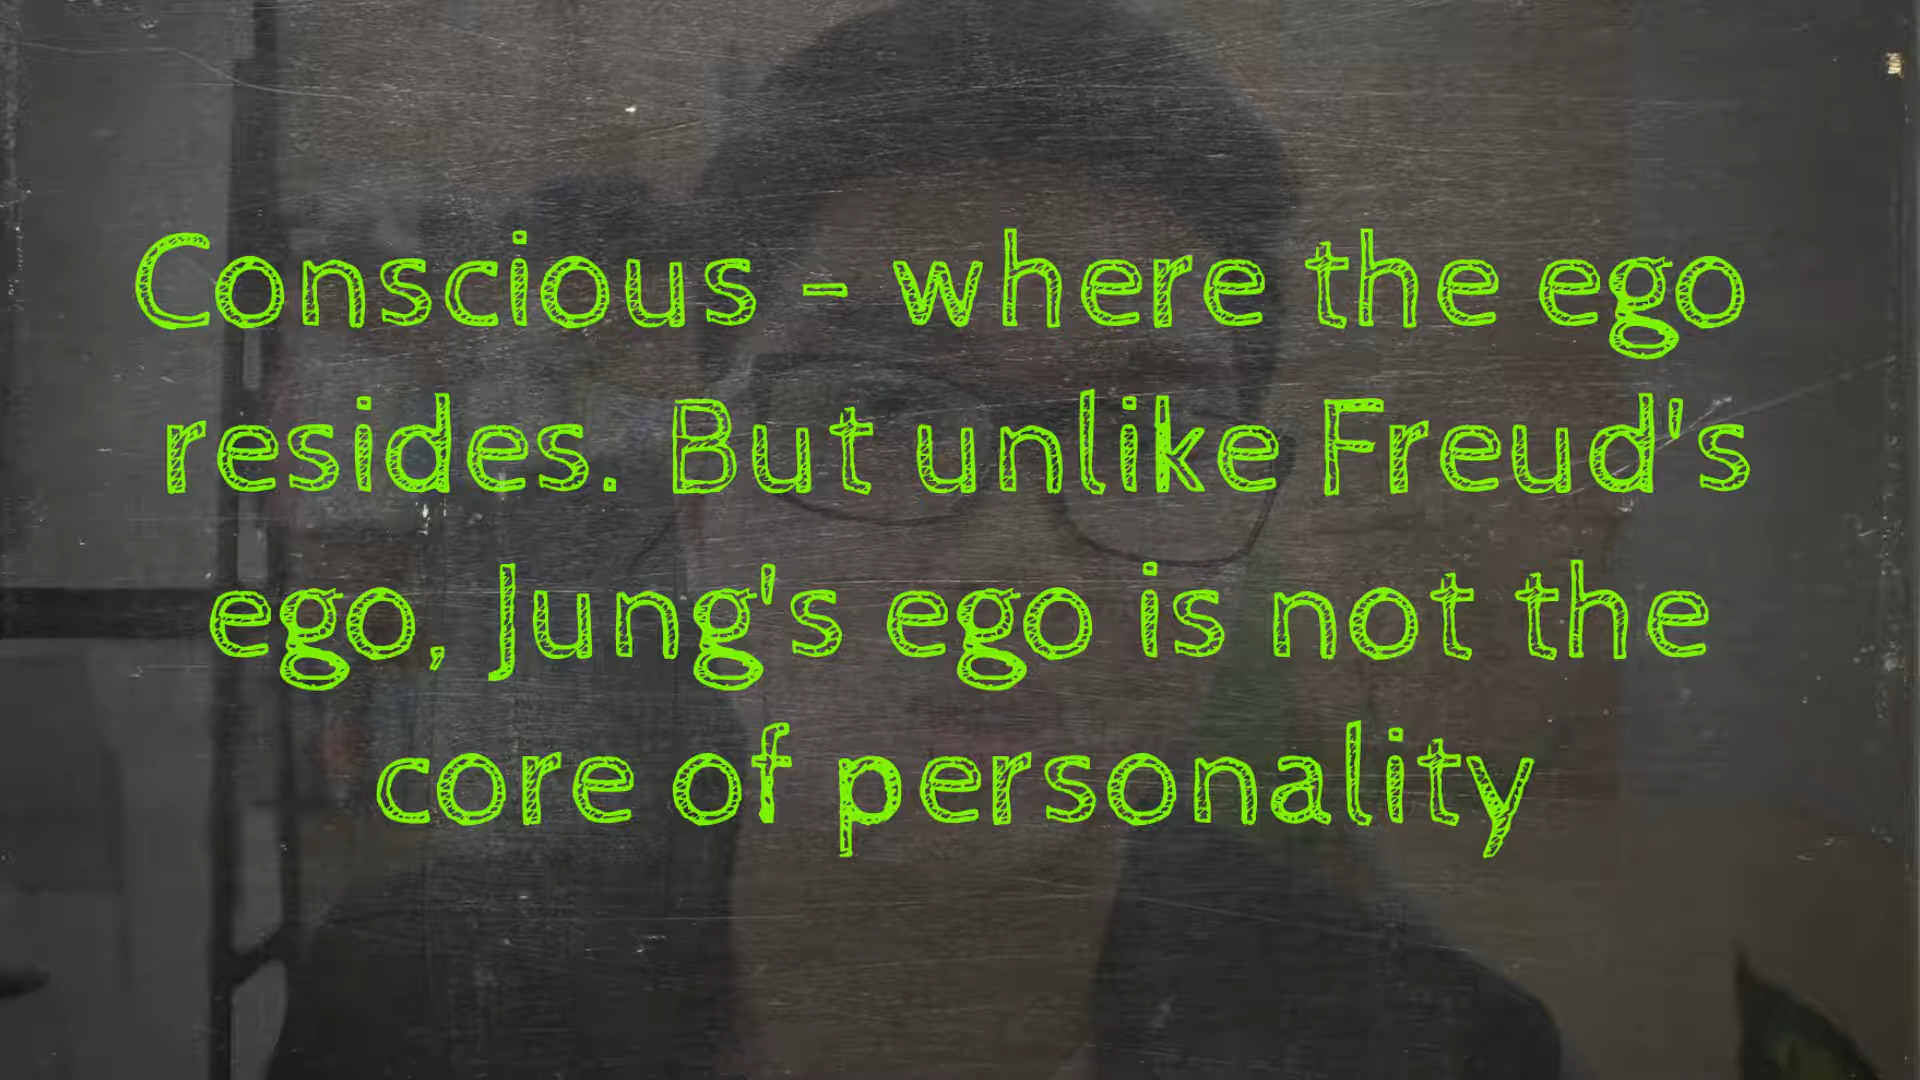 Conscious - where the ego
resides. But unlike Freud's
ego, Jung's ego is not the
core of personality